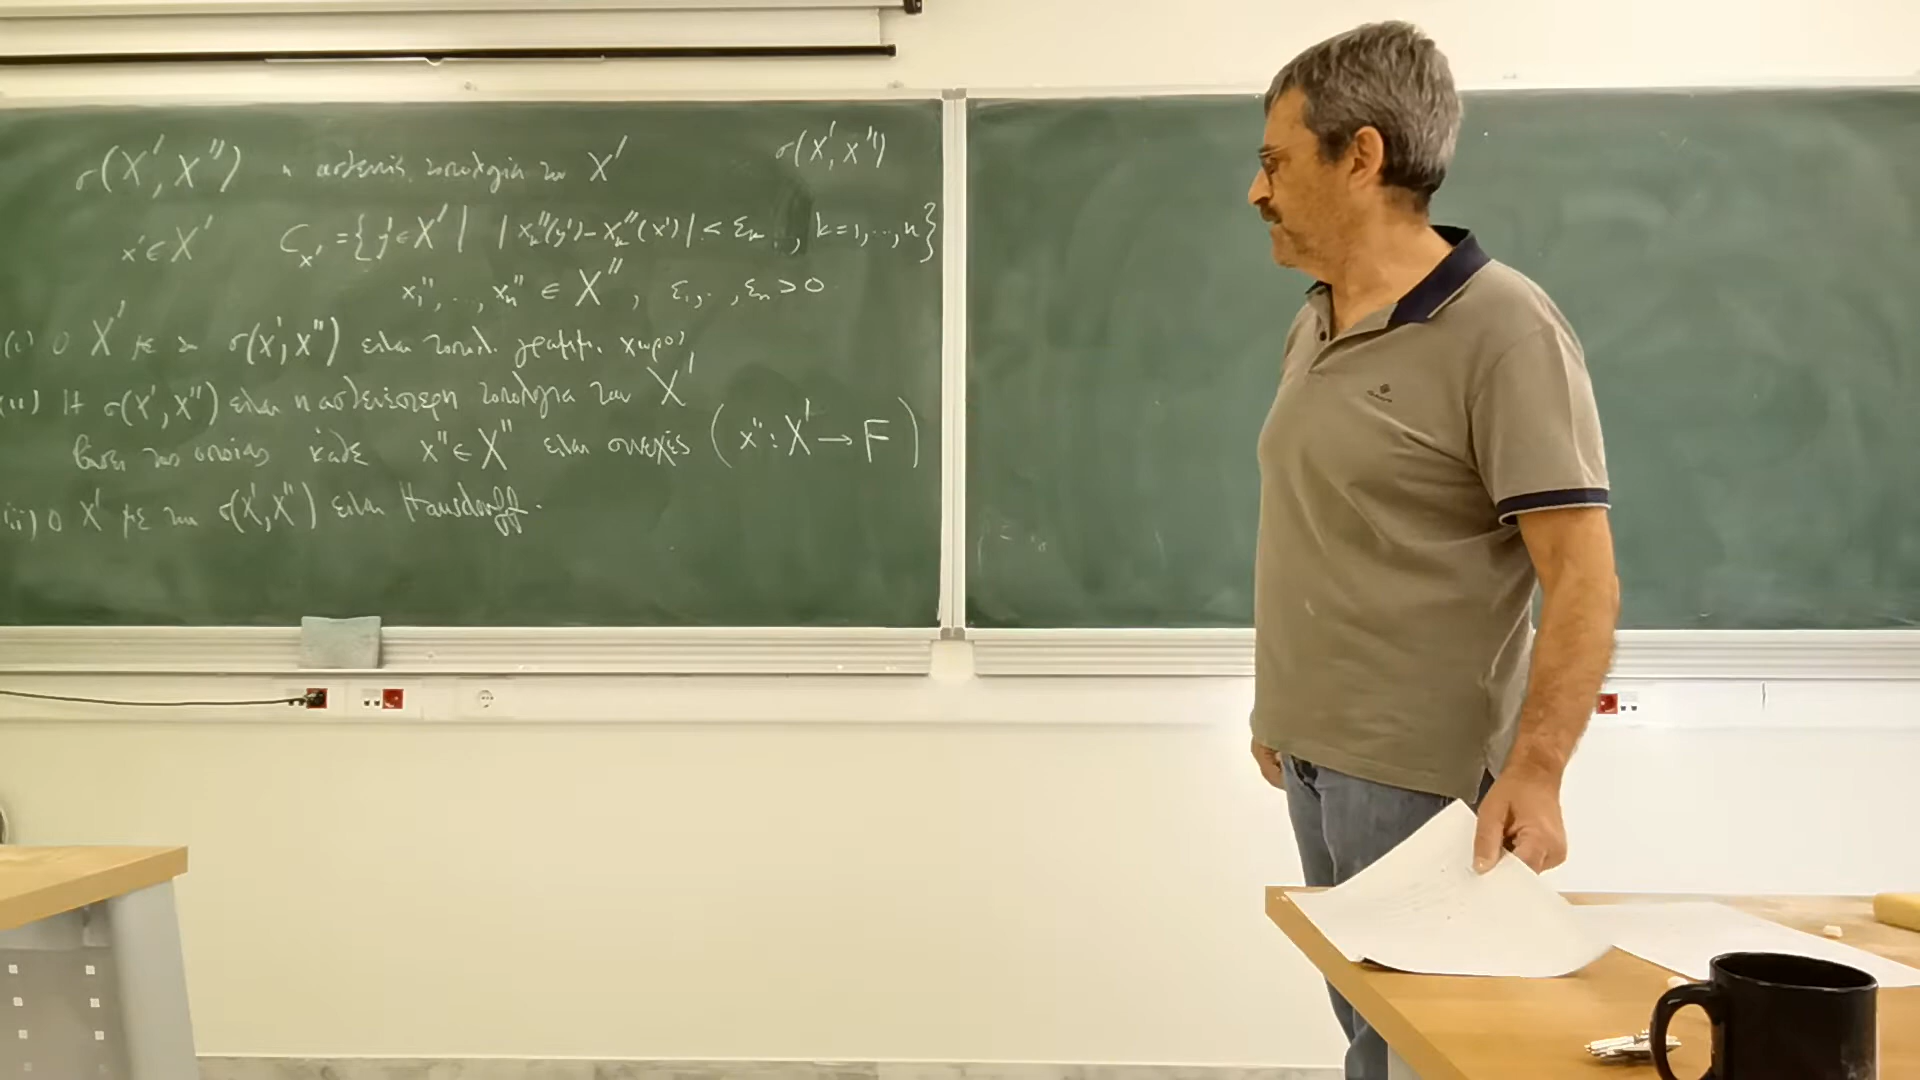 σ(X', X'') η ασθενής τοπολογία του X'
σ(X', X'')
x' ∈ X' C_{x'} = { y' ∈ X' | |x_k''(y') - x_k''(x')| < ε_k , k = 1, ..., n }
x_1'', ..., x_n'' ∈ X'', ε_1, .., ε_n > 0
(i) Ο X' με τη σ(X', X'') είναι τοπολ. γραμμ. χώρος
(ii) Η σ(X', X'') είναι η ασθενέστερη τοπολογία του X'
βάσει της οποίας κάθε x'' ∈ X'' είναι συνεχές (x'' : X' → F)
iii) Ο X' με την σ(X', X'') είναι Hausdorff.